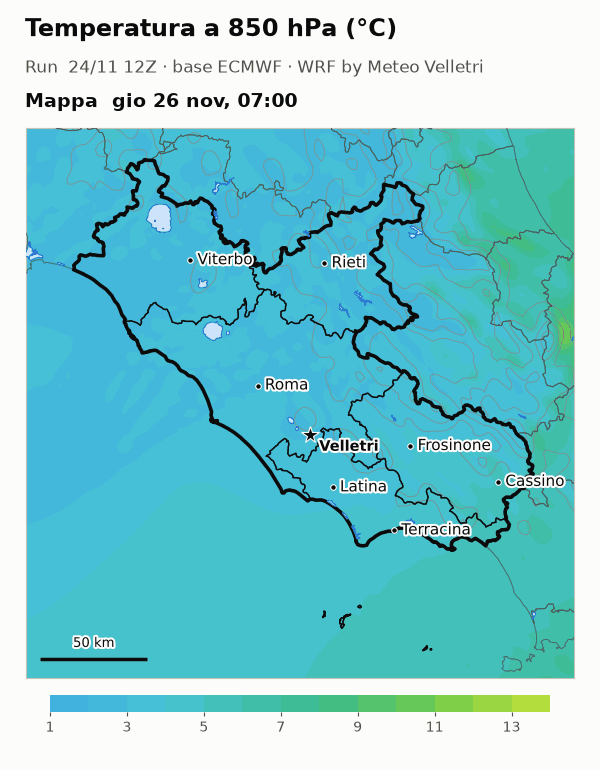 Temperatura a 850 hPa (°C)
Run  24/11 12Z · base ECMWF · WRF by Meteo Velletri
Mappa  gio 26 nov, 07:00
Viterbo
Rieti
Roma
Velletri
Frosinone
Cassino
Latina
Terracina
50 km
1 3 5 7 9 11 13